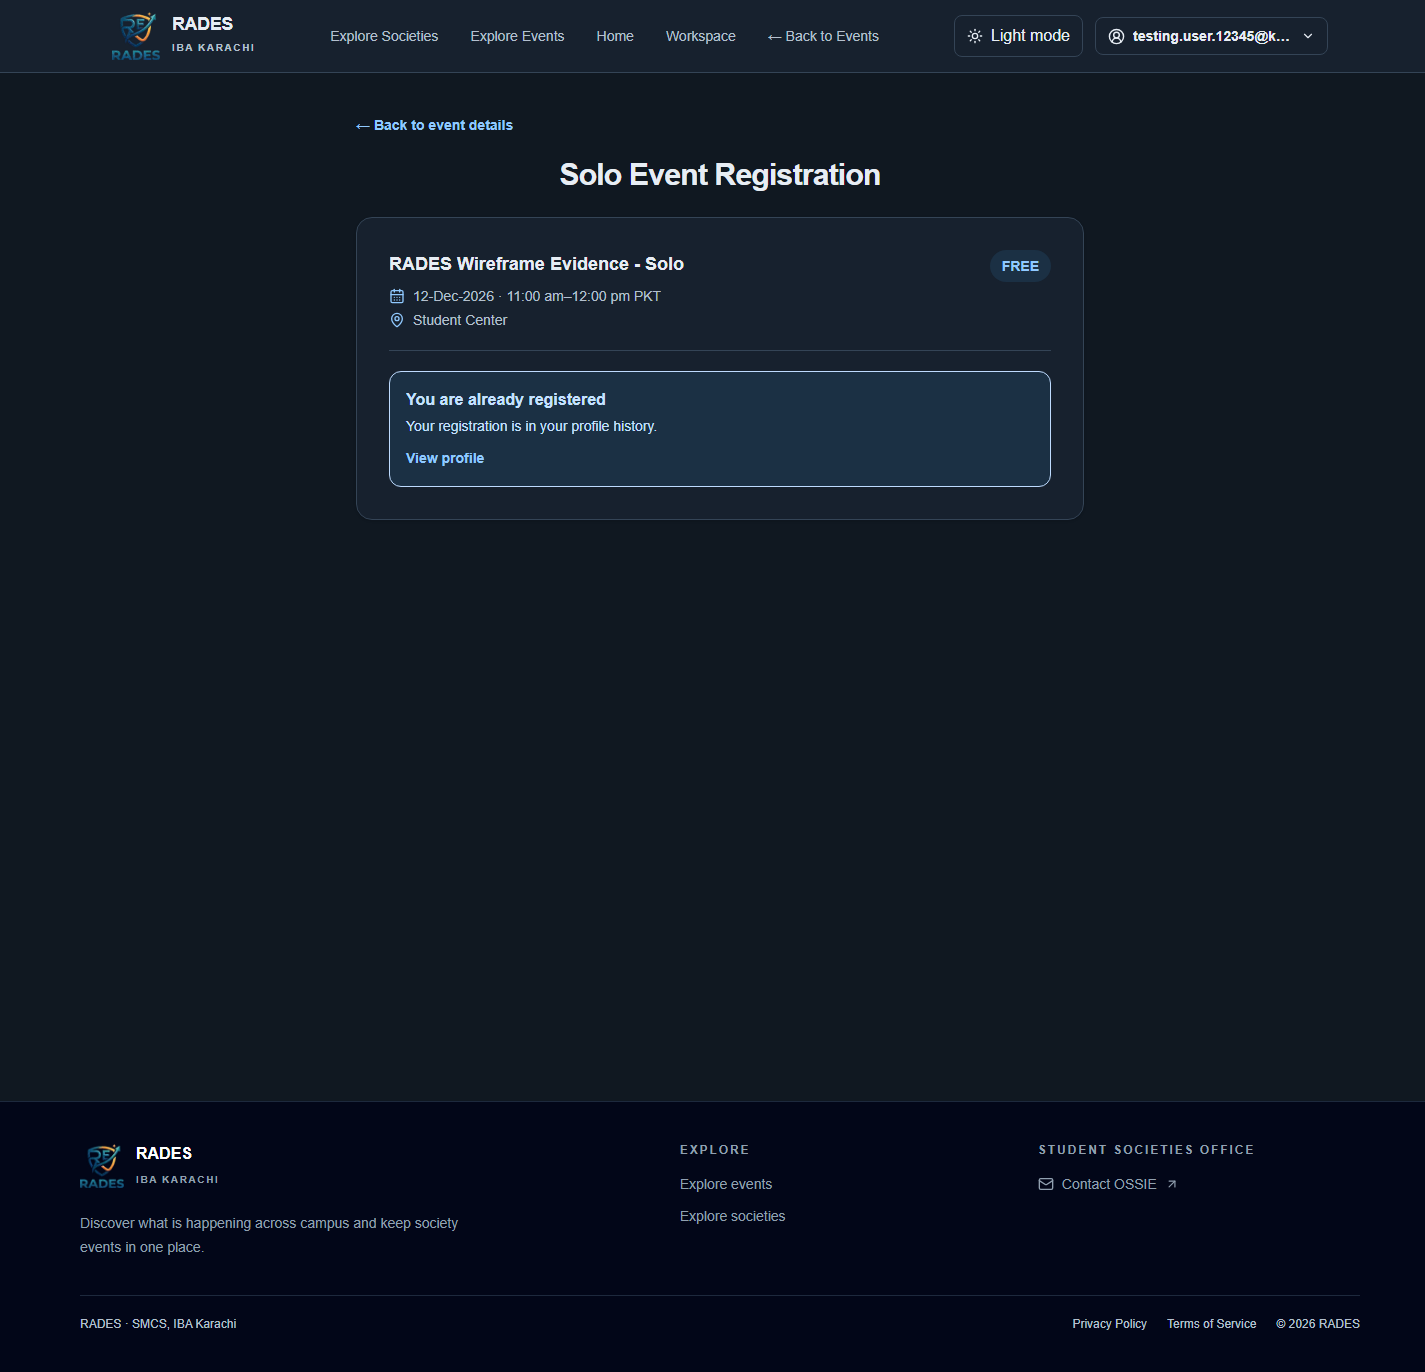 RADES
IBA KARACHI
RADES
Explore Societies
Explore Events
Home
Workspace
← Back to Events
Light mode
testing.user.12345@k...
← Back to event details
Solo Event Registration
RADES Wireframe Evidence - Solo
FREE
12-Dec-2026 · 11:00 am–12:00 pm PKT
Student Center
You are already registered
Your registration is in your profile history.
View profile
RADES
IBA KARACHI
RADES
Discover what is happening across campus and keep society
events in one place.
EXPLORE
Explore events
Explore societies
STUDENT SOCIETIES OFFICE
Contact OSSIE
RADES · SMCS, IBA Karachi
Privacy Policy
Terms of Service
© 2026 RADES